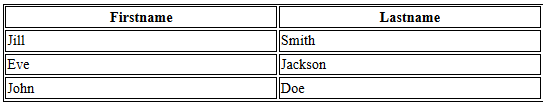 Firstname Lastname
Jill Smith
Eve Jackson
John Doe